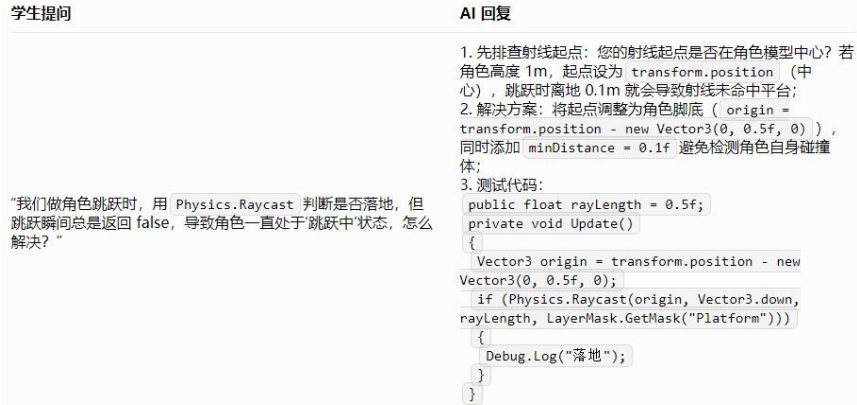 学生提问
AI 回复
“我们做角色跳跃时，用 Physics.Raycast 判断是否落地，但
跳跃瞬间总是返回 false，导致角色一直处于‘跳跃中’状态，怎么
解决？”
1. 先排查射线起点：您的射线起点是否在角色模型中心？若
角色高度 1m，起点设为 transform.position （中
心），跳跃时离地 0.1m 就会导致射线未命中平台；
2. 解决方案：将起点调整为角色脚底（ origin =
transform.position - new Vector3(0, 0.5f, 0) ），
同时添加 minDistance = 0.1f 避免检测角色自身碰撞
体；
3. 测试代码：
public float rayLength = 0.5f;
private void Update()
{
Vector3 origin = transform.position - new
Vector3(0, 0.5f, 0);
if (Physics.Raycast(origin, Vector3.down,
rayLength, LayerMask.GetMask("Platform")))
{
Debug.Log("落地");
}
}